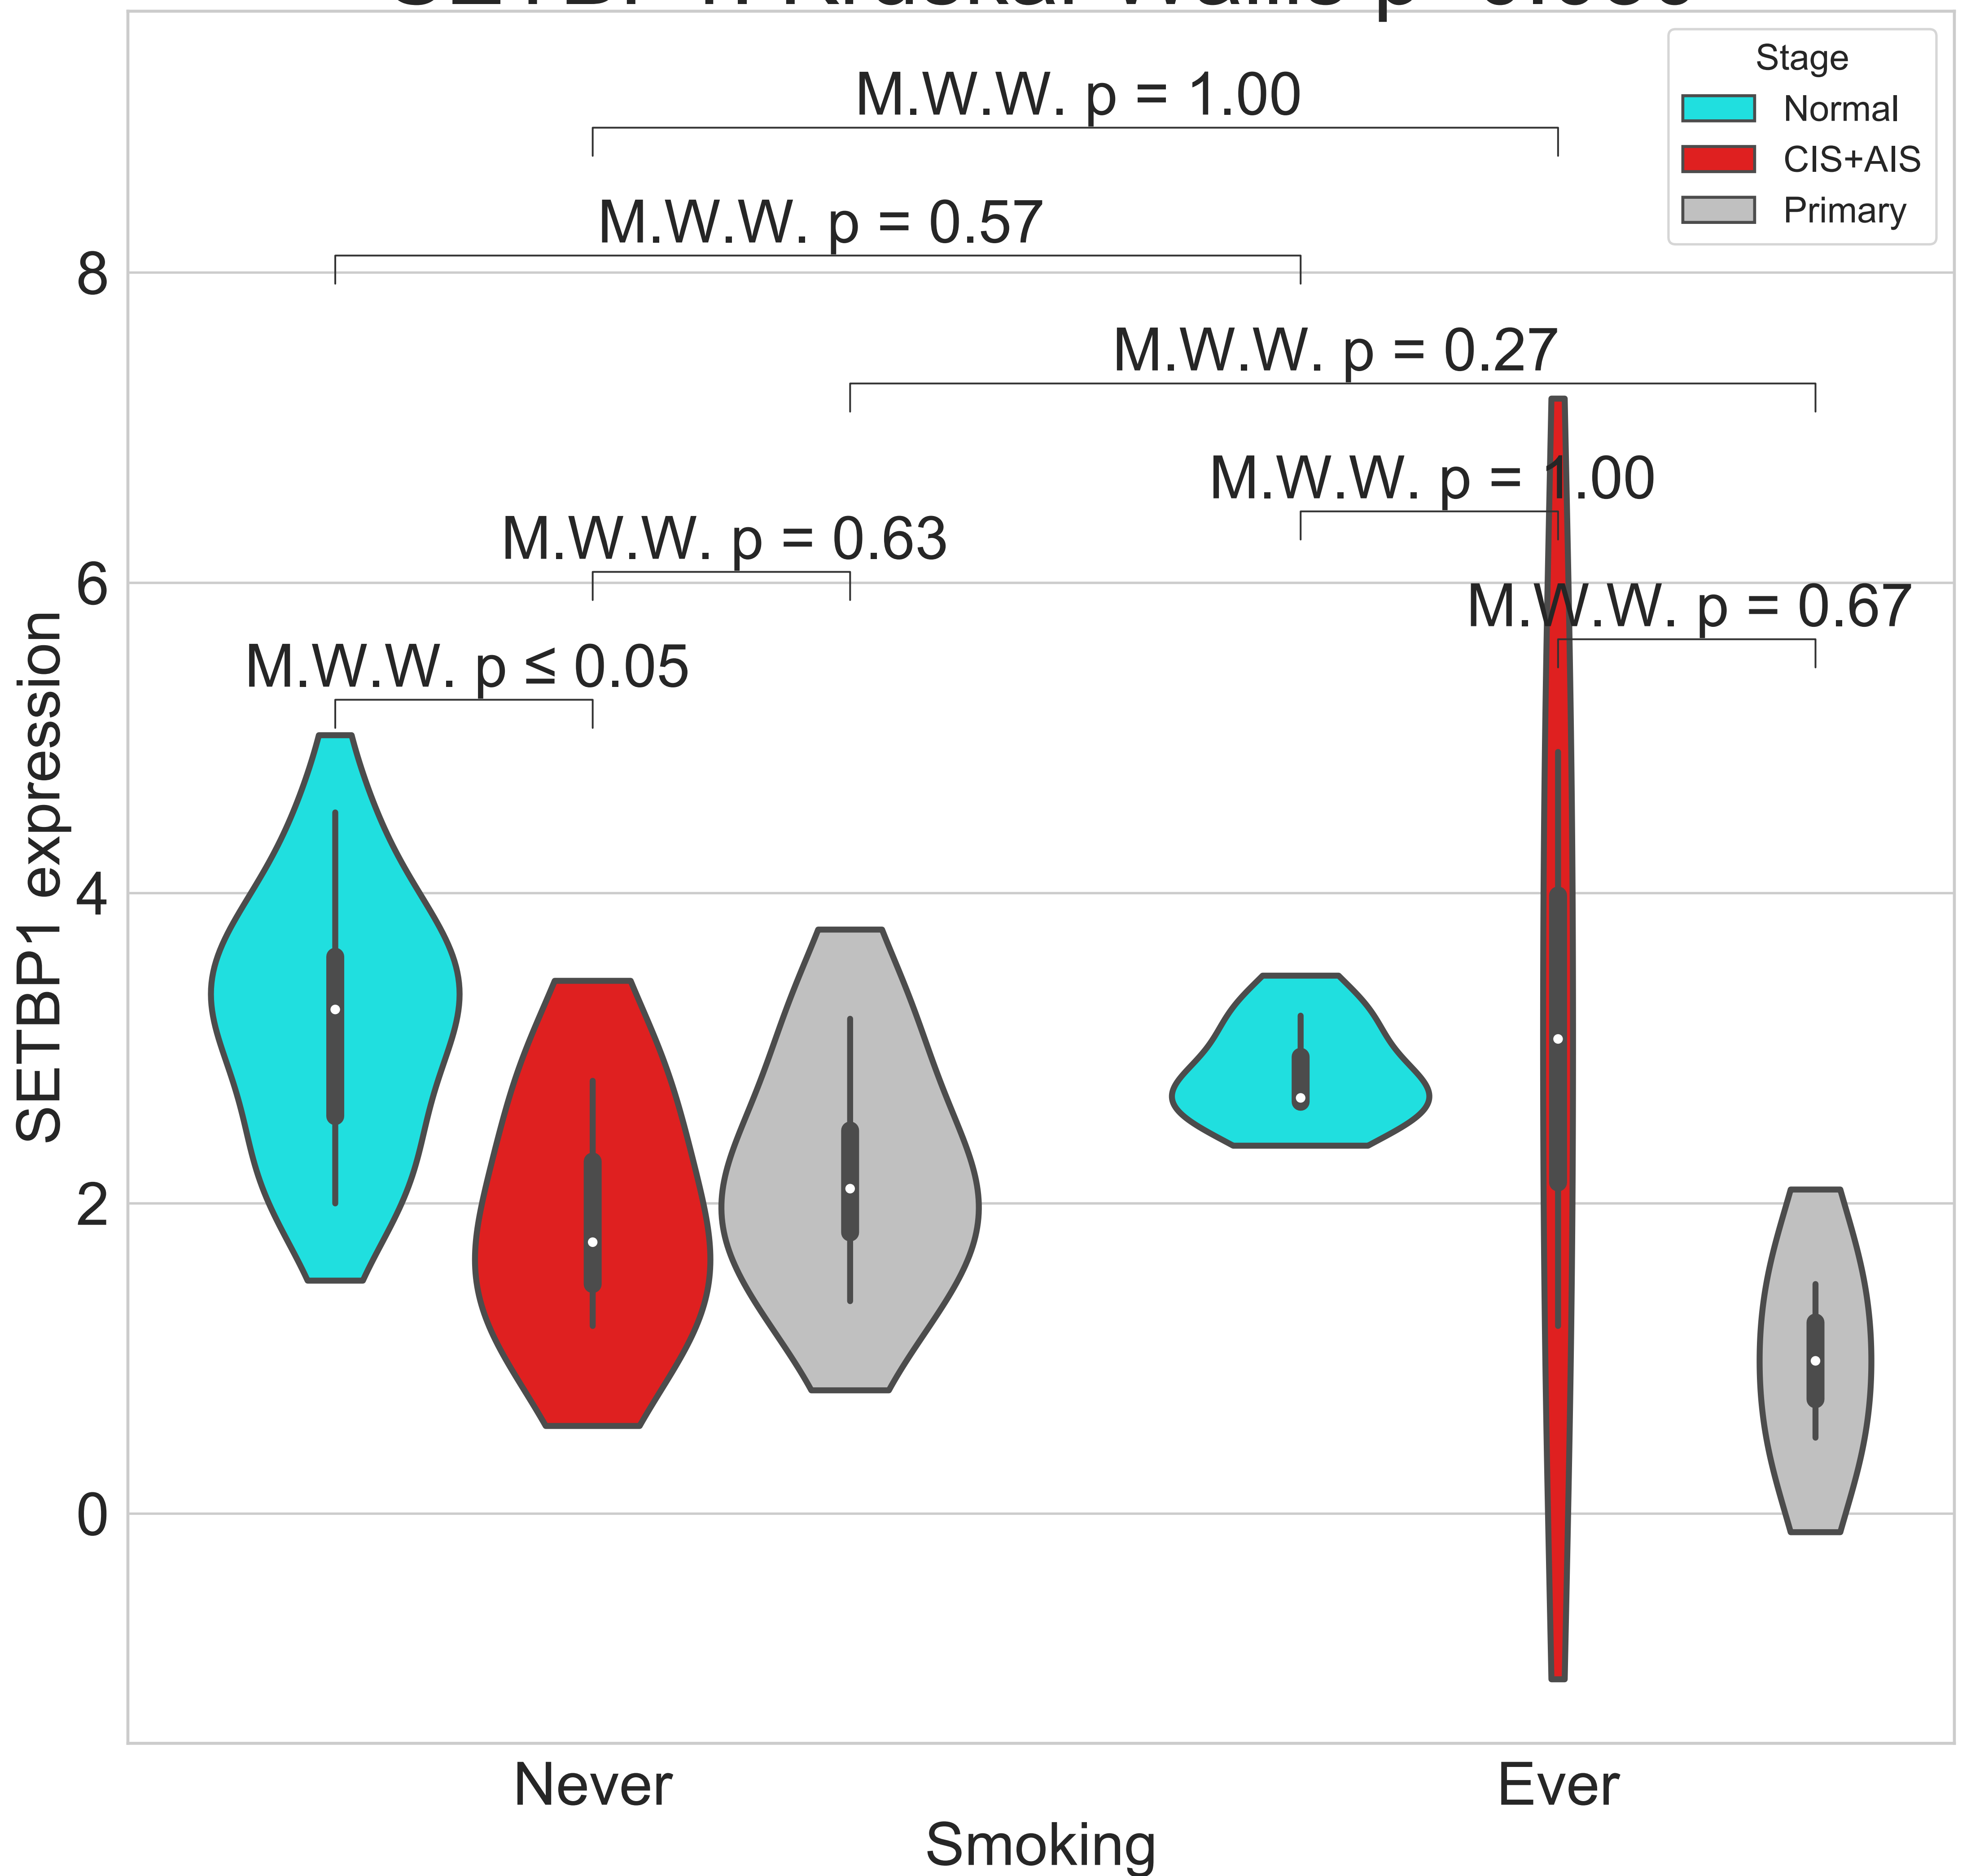 Stage
Normal
CIS+AIS
Primary
M.W.W. p = 1.00
M.W.W. p = 0.57
M.W.W. p = 0.27
M.W.W. p = 1.00
M.W.W. p = 0.63
M.W.W. p = 0.67
M.W.W. p ≤ 0.05
SETBP1 expression
8
6
4
2
0
Never
Ever
Smoking